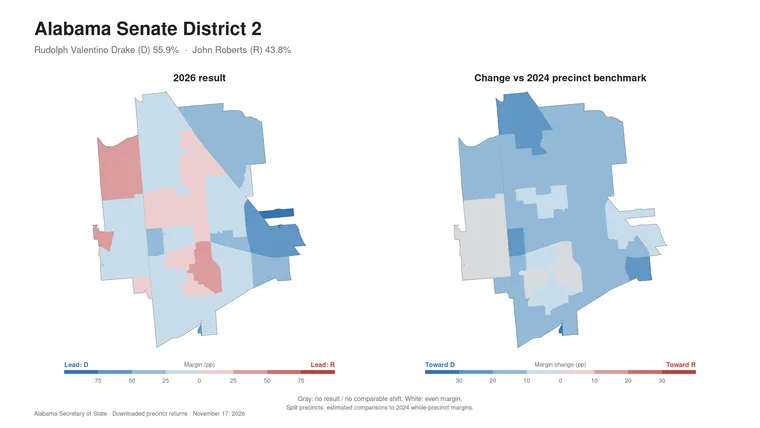 Alabama Senate District 2
Rudolph Valentino Drake (D) 55.9% · John Roberts (R) 43.8%
2026 result
Change vs 2024 precinct benchmark
Lead: D
Margin (pp)
Lead: R
75 50 25 0 25 50 75
Toward D
Margin change (pp)
Toward R
30 20 10 0 10 20 30
Gray: no result / no comparable shift. White: even margin.
Split precincts: estimated comparisons to 2024 whole-precinct margins.
Alabama Secretary of State · Downloaded precinct returns · November 17, 2026